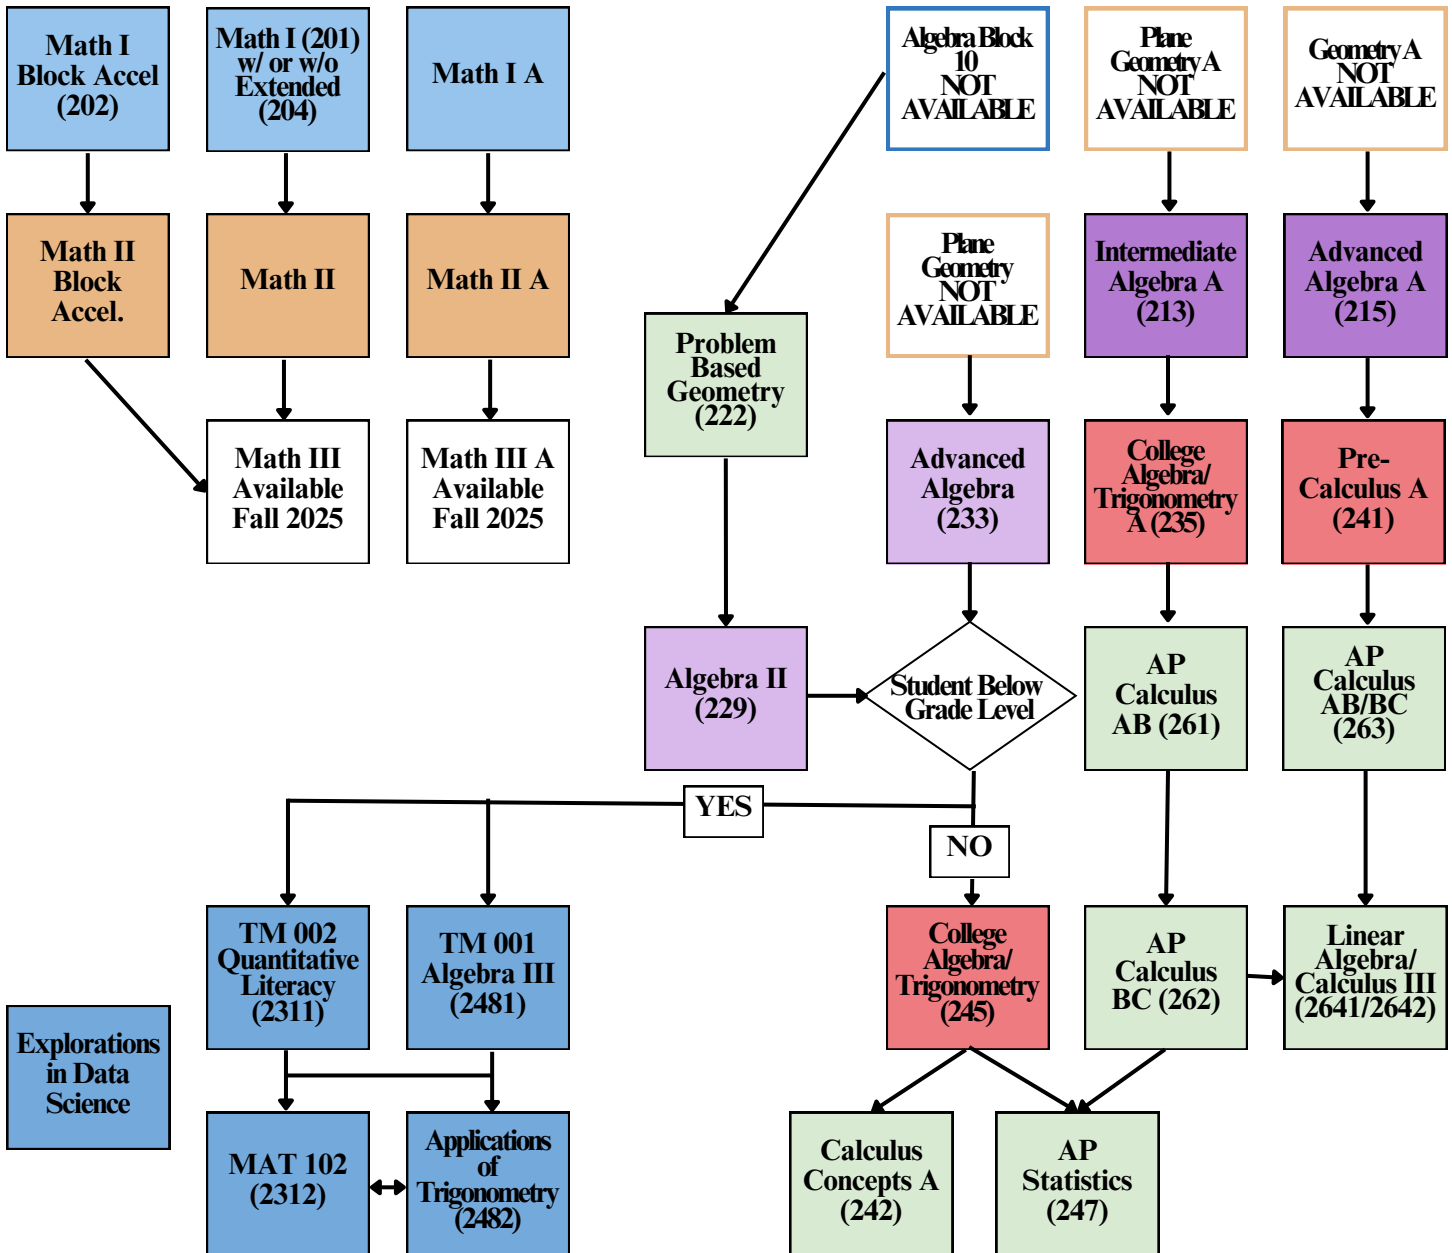 Math I
Block Accel
(202)
Math I (201)
w/ or w/o
Extended
(204)
Math I A
Algebra Block
10
NOT
AVAILABLE
Plane
Geometry A
NOT
AVAILABLE
Geometry A
NOT
AVAILABLE
Math II
Block
Accel.
Math II
Math II A
Plane
Geometry
NOT
AVAILABLE
Intermediate
Algebra A
(213)
Advanced
Algebra A
(215)
Problem
Based
Geometry
(222)
Math III
Available
Fall 2025
Math III A
Available
Fall 2025
Advanced
Algebra
(233)
College
Algebra/
Trigonometry
A (235)
Pre-
Calculus A
(241)
Algebra II
(229)
Student Below
Grade Level
AP
Calculus
AB (261)
AP
Calculus
AB/BC
(263)
YES
NO
TM 002
Quantitative
Literacy
(2311)
TM 001
Algebra III
(2481)
College
Algebra/
Trigonometry
(245)
AP
Calculus
BC (262)
Linear
Algebra/
Calculus III
(2641/2642)
Explorations
in Data
Science
MAT 102
(2312)
Applications
of
Trigonometry
(2482)
Calculus
Concepts A
(242)
AP
Statistics
(247)